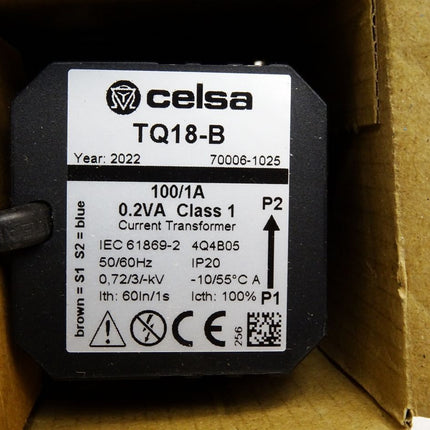 celsa
TQ18-B
Year: 2022 70006-1025
100/1A
0.2VA Class 1
Current Transformer
IEC 61869-2 4Q4B05
50/60Hz IP20
0,72/3/-kV -10/55°C A
Ith: 60In/1s Icth: 100%
P2
P1
brown = S1 S2 = blue
CE
256